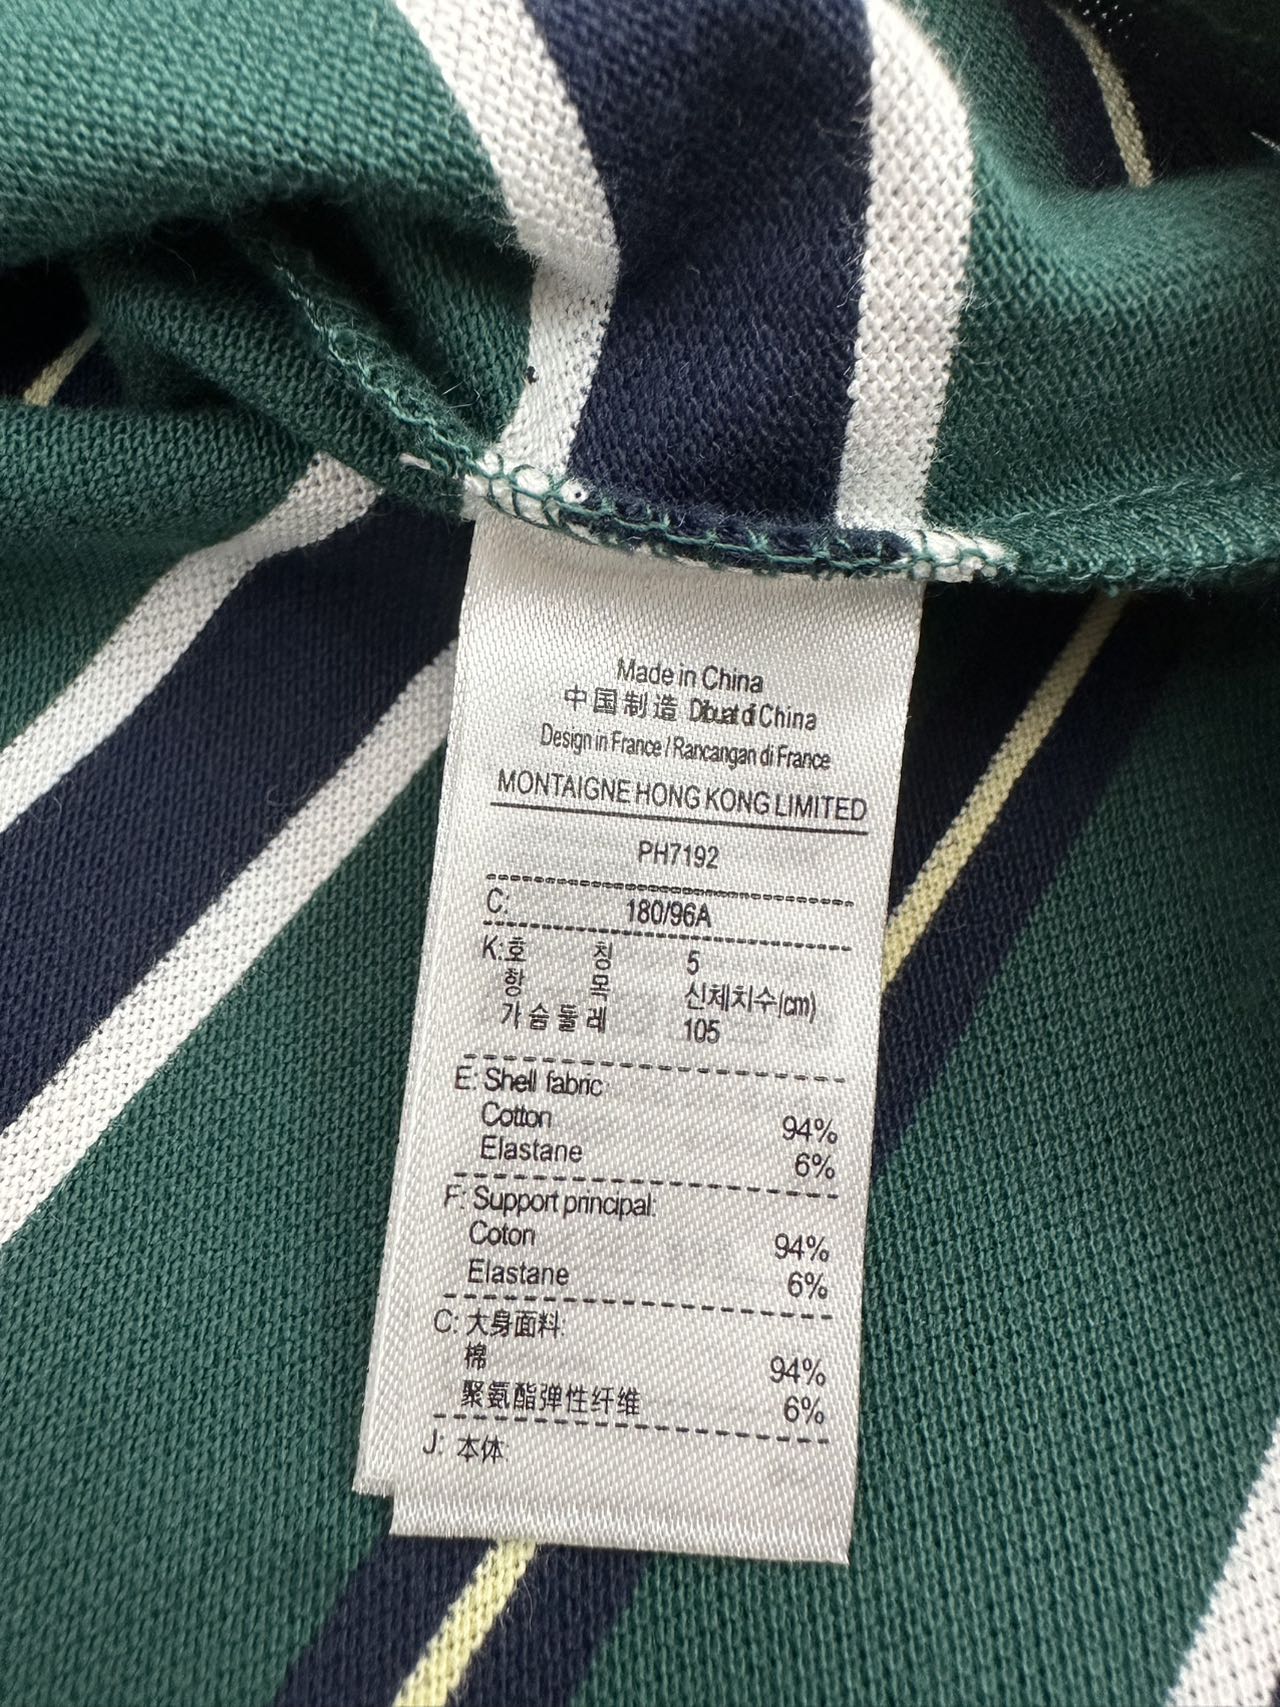 Made in China
中国制造 Dibuat di China
Design in France / Rancangan di France
MONTAIGNE HONG KONG LIMITED
PH7192
C: 180/96A
K:호 칭 5
항 목 신체치수(cm)
가슴둘레 105
E: Shell fabric
Cotton 94%
Elastane 6%
F: Support principal:
Coton 94%
Elastane 6%
C: 大身面料:
棉 94%
聚氨酯弹性纤维 6%
J: 本体